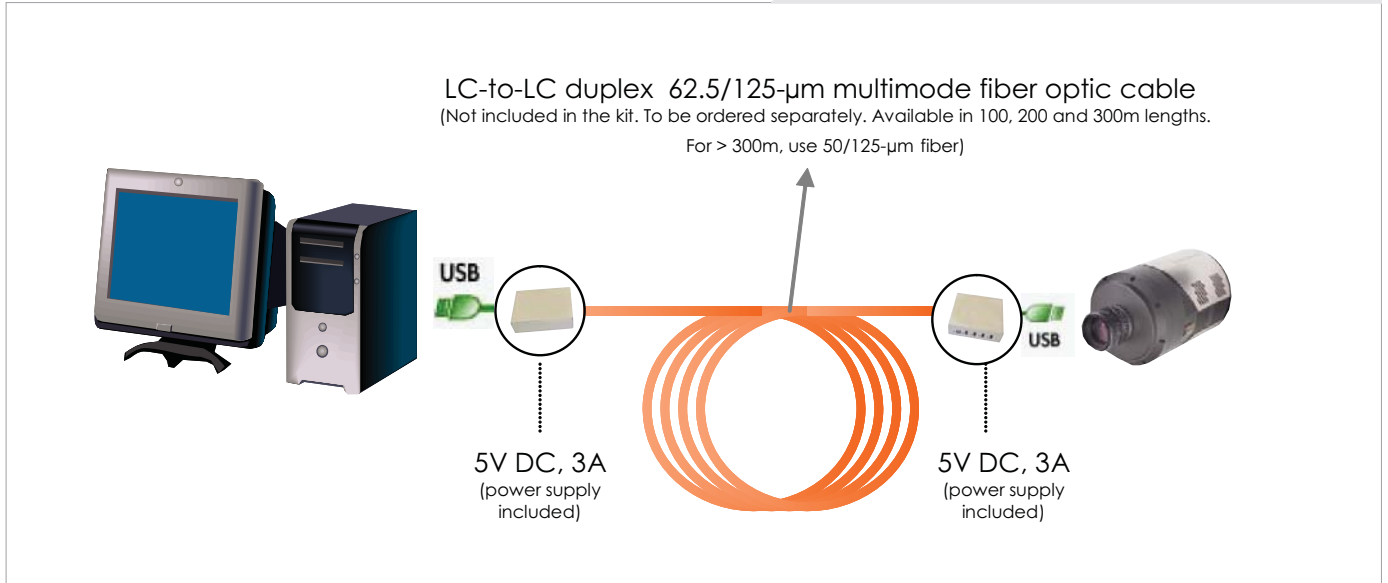 LC-to-LC duplex 62.5/125-µm multimode fiber optic cable
(Not included in the kit. To be ordered separately. Available in 100, 200 and 300m lengths.
For > 300m, use 50/125-µm fiber)
USB
USB
5V DC, 3A
(power supply
included)
5V DC, 3A
(power supply
included)